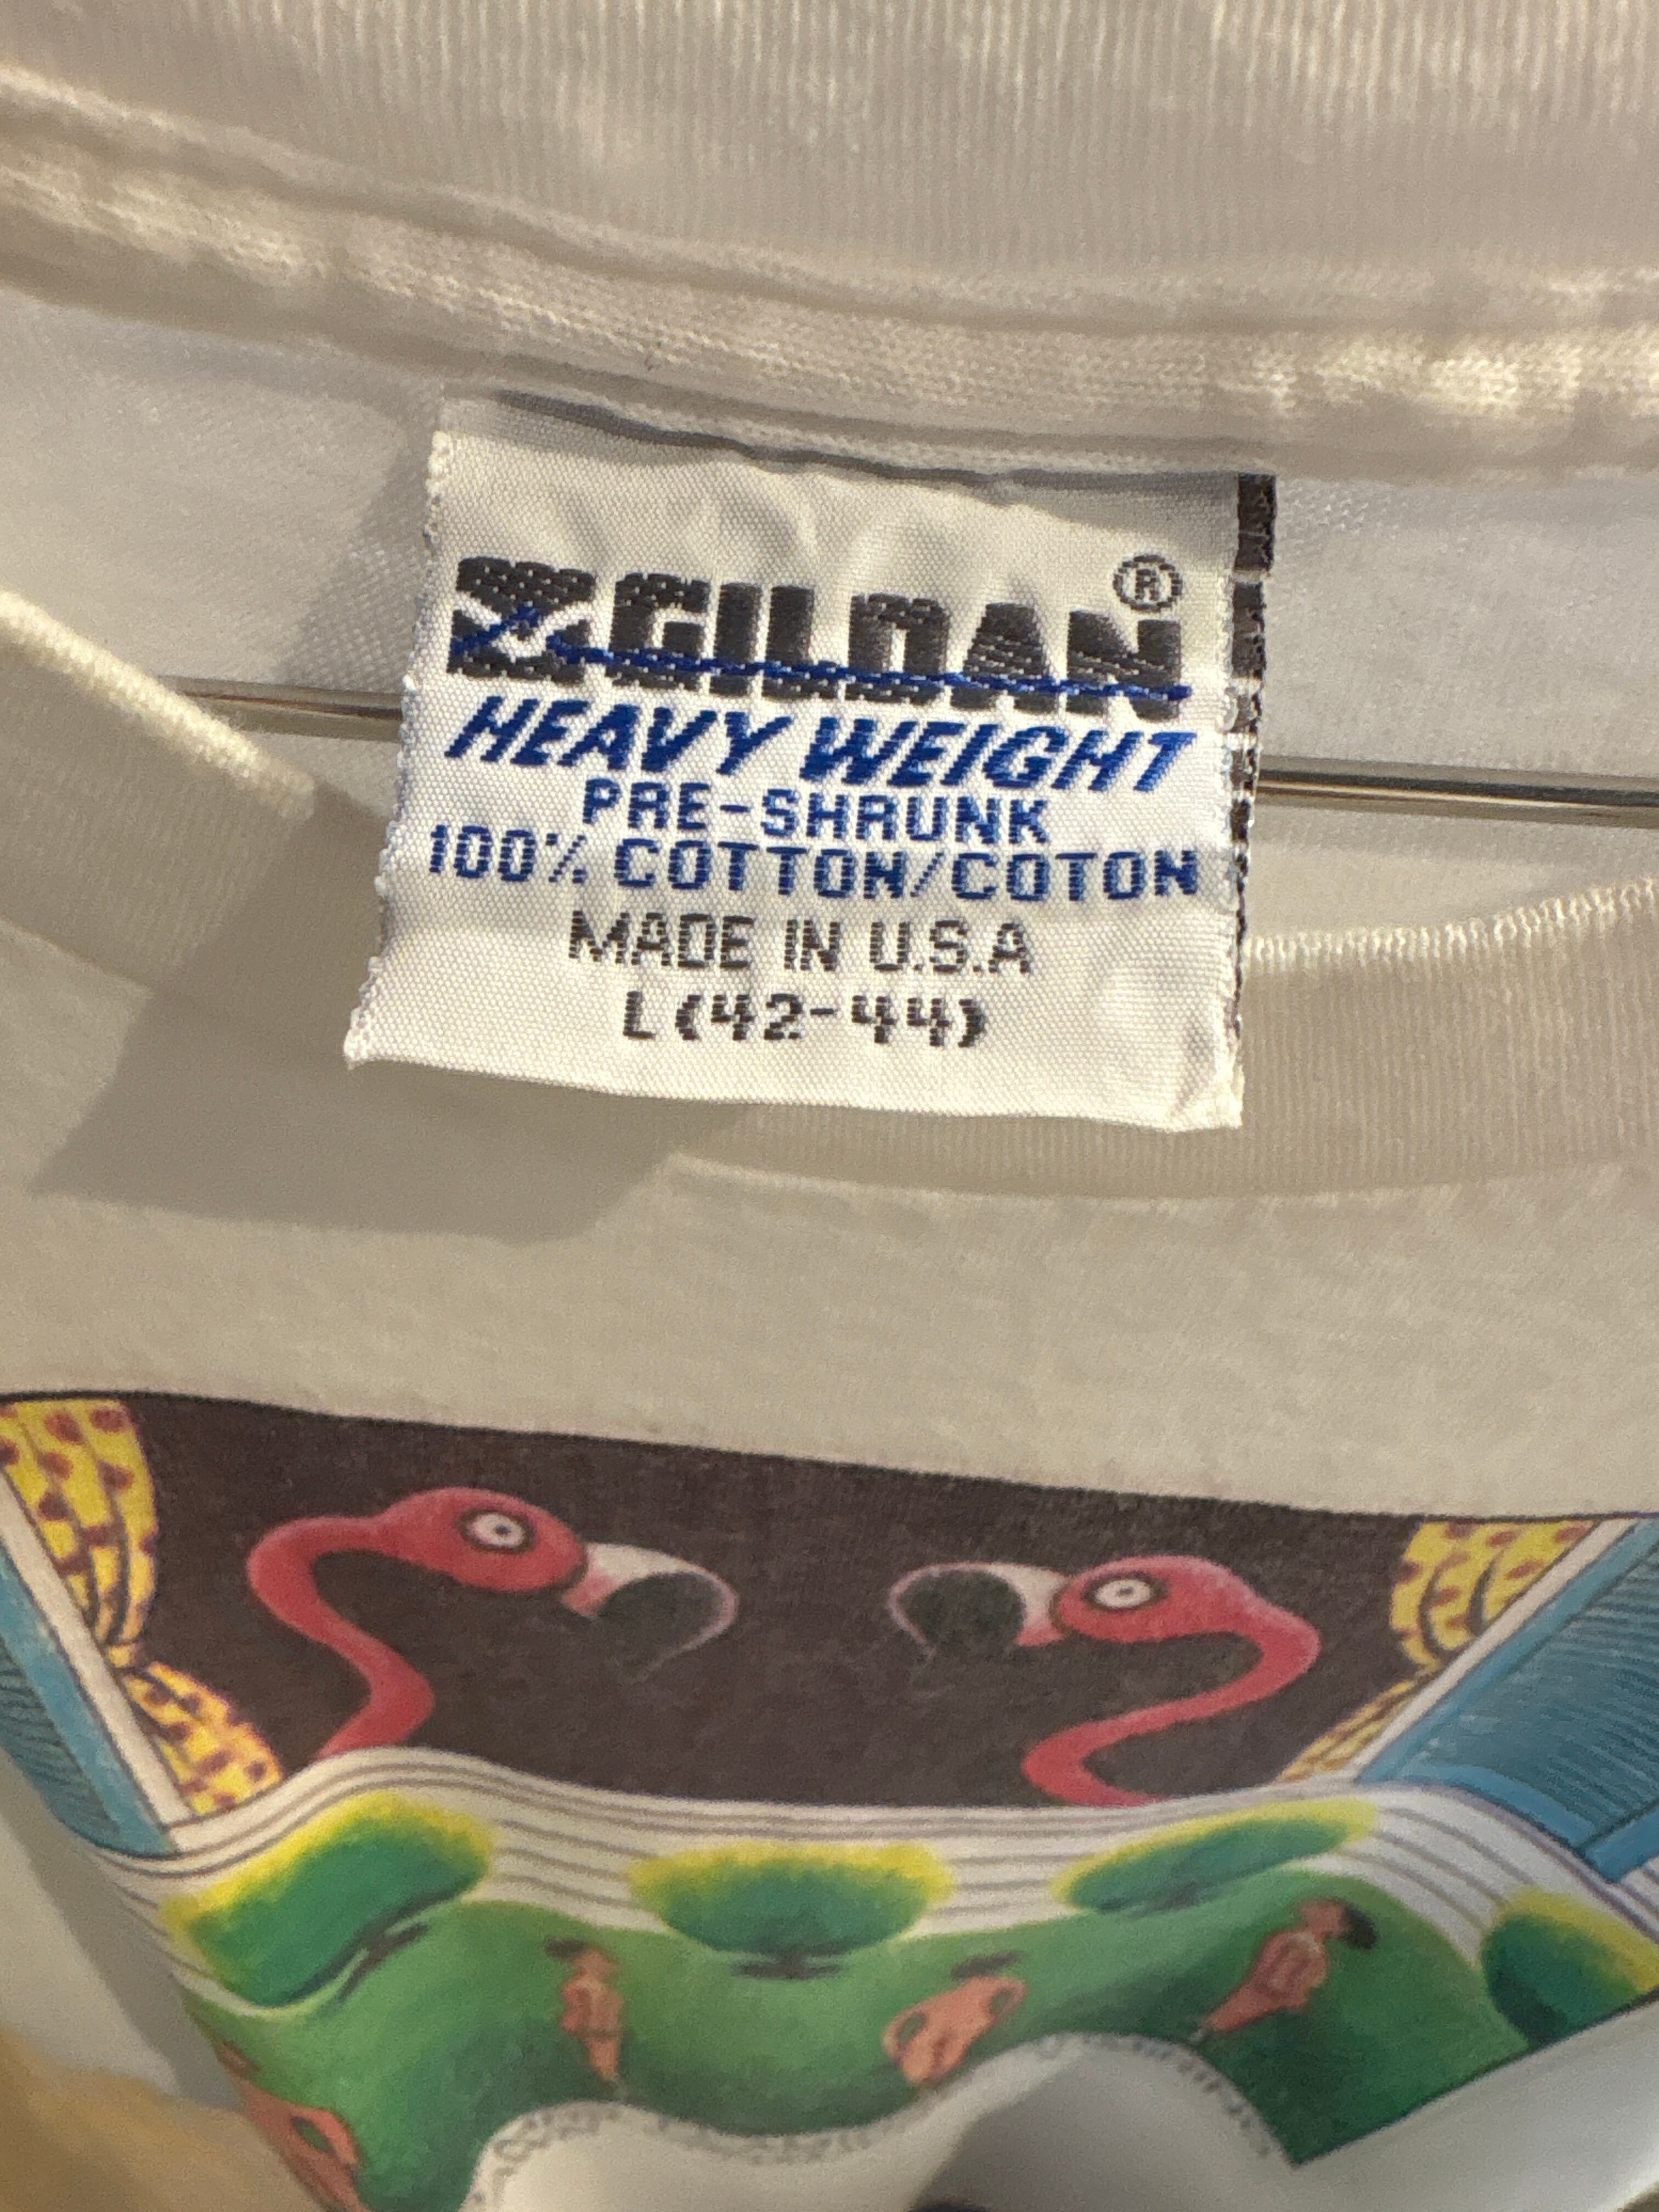 GILDAN®
HEAVY WEIGHT
PRE-SHRUNK
100% COTTON/COTON
MADE IN U.S.A
L (42-44)